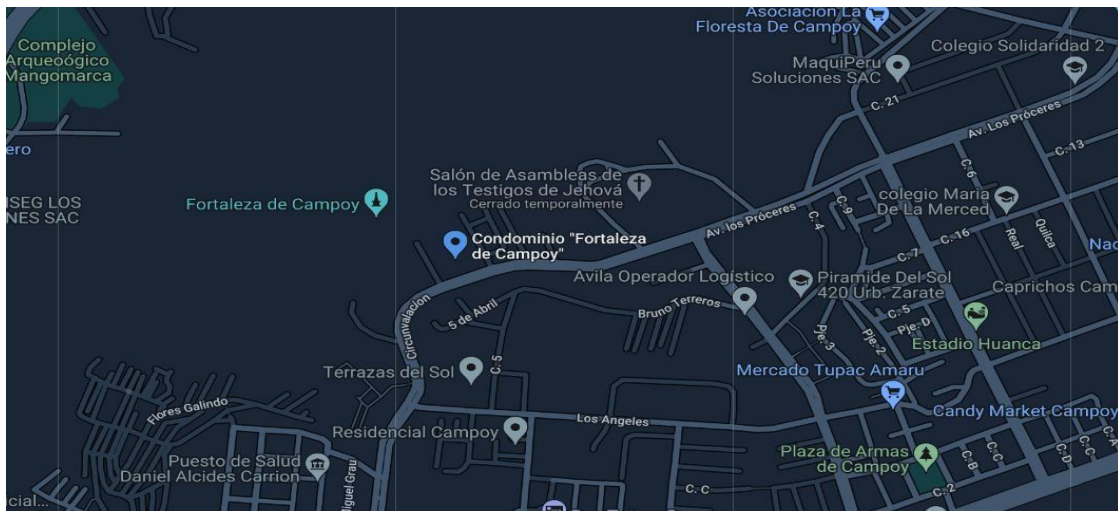 Asociacion La
Floresta De Campoy
Complejo
Arqueoógico
Mangomarca
MaquiPeru
Soluciones SAC
Colegio Solidaridad 2
C. 21
Av. Los Próceres
C. 13
ero
C. 6
Salón de Asambleas de
los Testigos de Jehová
Cerrado temporalmente
NSEG LOS
NES SAC
Fortaleza de Campoy
colegio Maria
De La Merced
C. 9
C. 4
Av. los Próceres
C. 16
Real
Quilca
Condominio "Fortaleza
de Campoy"
C. 7
Nac
Avila Operador Logístico
Piramide Del Sol
420 Urb. Zarate
Caprichos Cam
Circunvalacion
5 de Abril
Bruno Terreros
C. 5
Pje. D
Pje. 3
Pje. 2
Estadio Huanca
Terrazas del Sol
C. 5
Mercado Tupac Amaru
Flores Galindo
Los Angeles
Candy Market Campoy
Residencial Campoy
Puesto de Salud
Daniel Alcides Carrion
Plaza de Armas
de Campoy
C. B
C. C
C. D
C. C
C. A
Miguel Grau
C. C
C. 2
cial...